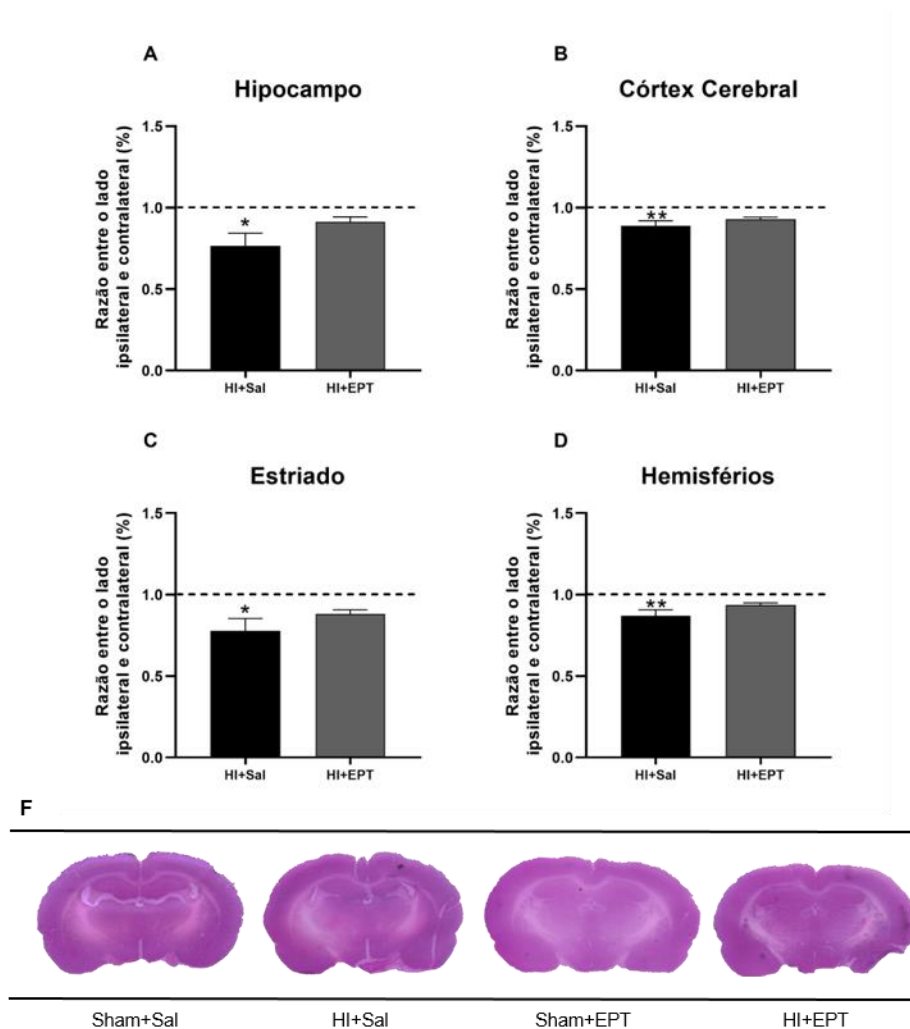 A
Hipocampo
Razão entre o lado
ipsilateral e contralateral (%)
1.5
1.0
0.5
0.0
*
HI+Sal
HI+EPT
B
Córtex Cerebral
Razão entre o lado
ipsilateral e contralateral (%)
1.5
1.0
0.5
0.0
**
HI+Sal
HI+EPT
C
Estriado
Razão entre o lado
ipsilateral e contralateral (%)
1.5
1.0
0.5
0.0
*
HI+Sal
HI+EPT
D
Hemisférios
Razão entre o lado
ipsilateral e contralateral (%)
1.5
1.0
0.5
0.0
**
HI+Sal
HI+EPT
F
Sham+Sal
HI+Sal
Sham+EPT
HI+EPT